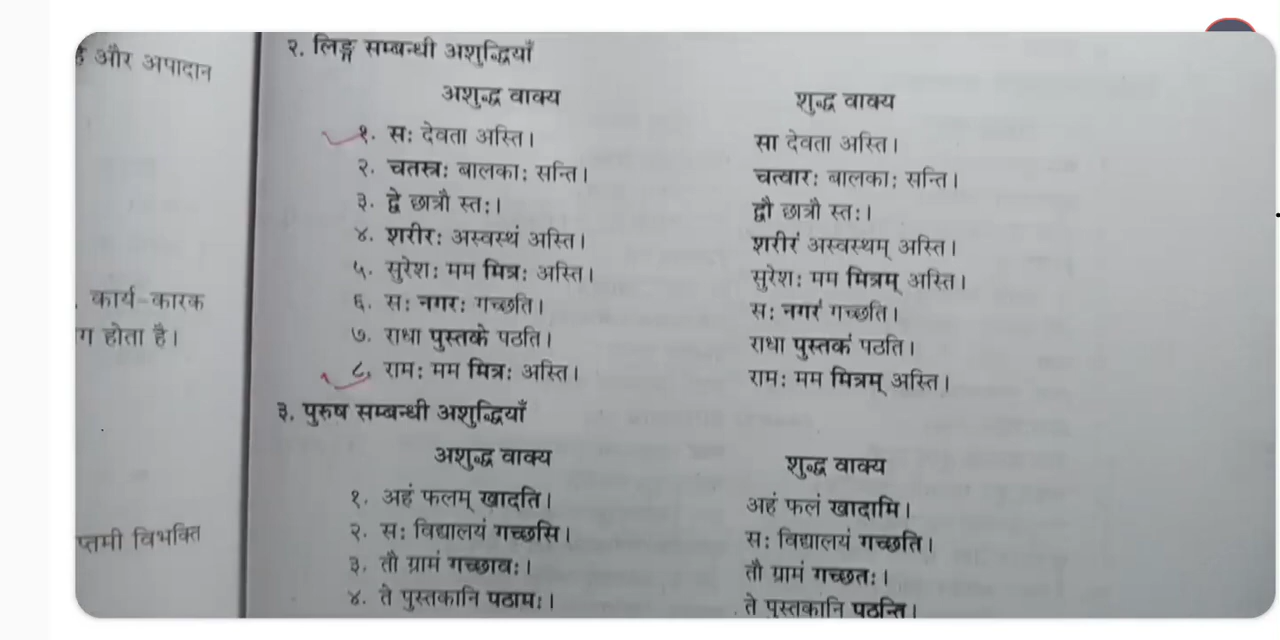 और अपादान
कार्य-कारक
होता है।
विभक्ति
२. लिङ्ग सम्बन्धी अशुद्धियाँ
अशुद्ध वाक्य शुद्ध वाक्य
१. सः देवता अस्ति। सा देवता अस्ति।
२. चतस्त्रः बालकाः सन्ति। चत्वारः बालकाः सन्ति।
३. द्वे छात्रौ स्तः। द्वौ छात्रौ स्तः।
४. शरीरः अस्वस्थं अस्ति। शरीरं अस्वस्थम् अस्ति।
५. सुरेशः मम मित्रः अस्ति। सुरेशः मम मित्रम् अस्ति।
६. सः नगरः गच्छति। सः नगरं गच्छति।
७. राधा पुस्तके पठति। राधा पुस्तकं पठति।
८. रामः मम मित्रः अस्ति। रामः मम मित्रम् अस्ति।
३. पुरुष सम्बन्धी अशुद्धियाँ
अशुद्ध वाक्य शुद्ध वाक्य
१. अहं फलम् खादति। अहं फलं खादामि।
२. सः विद्यालयं गच्छसि। सः विद्यालयं गच्छति।
३. तौ ग्रामं गच्छावः। तौ ग्रामं गच्छतः।
४. ते पुस्तकानि पठामः। ते पुस्तकानि पठन्ति।